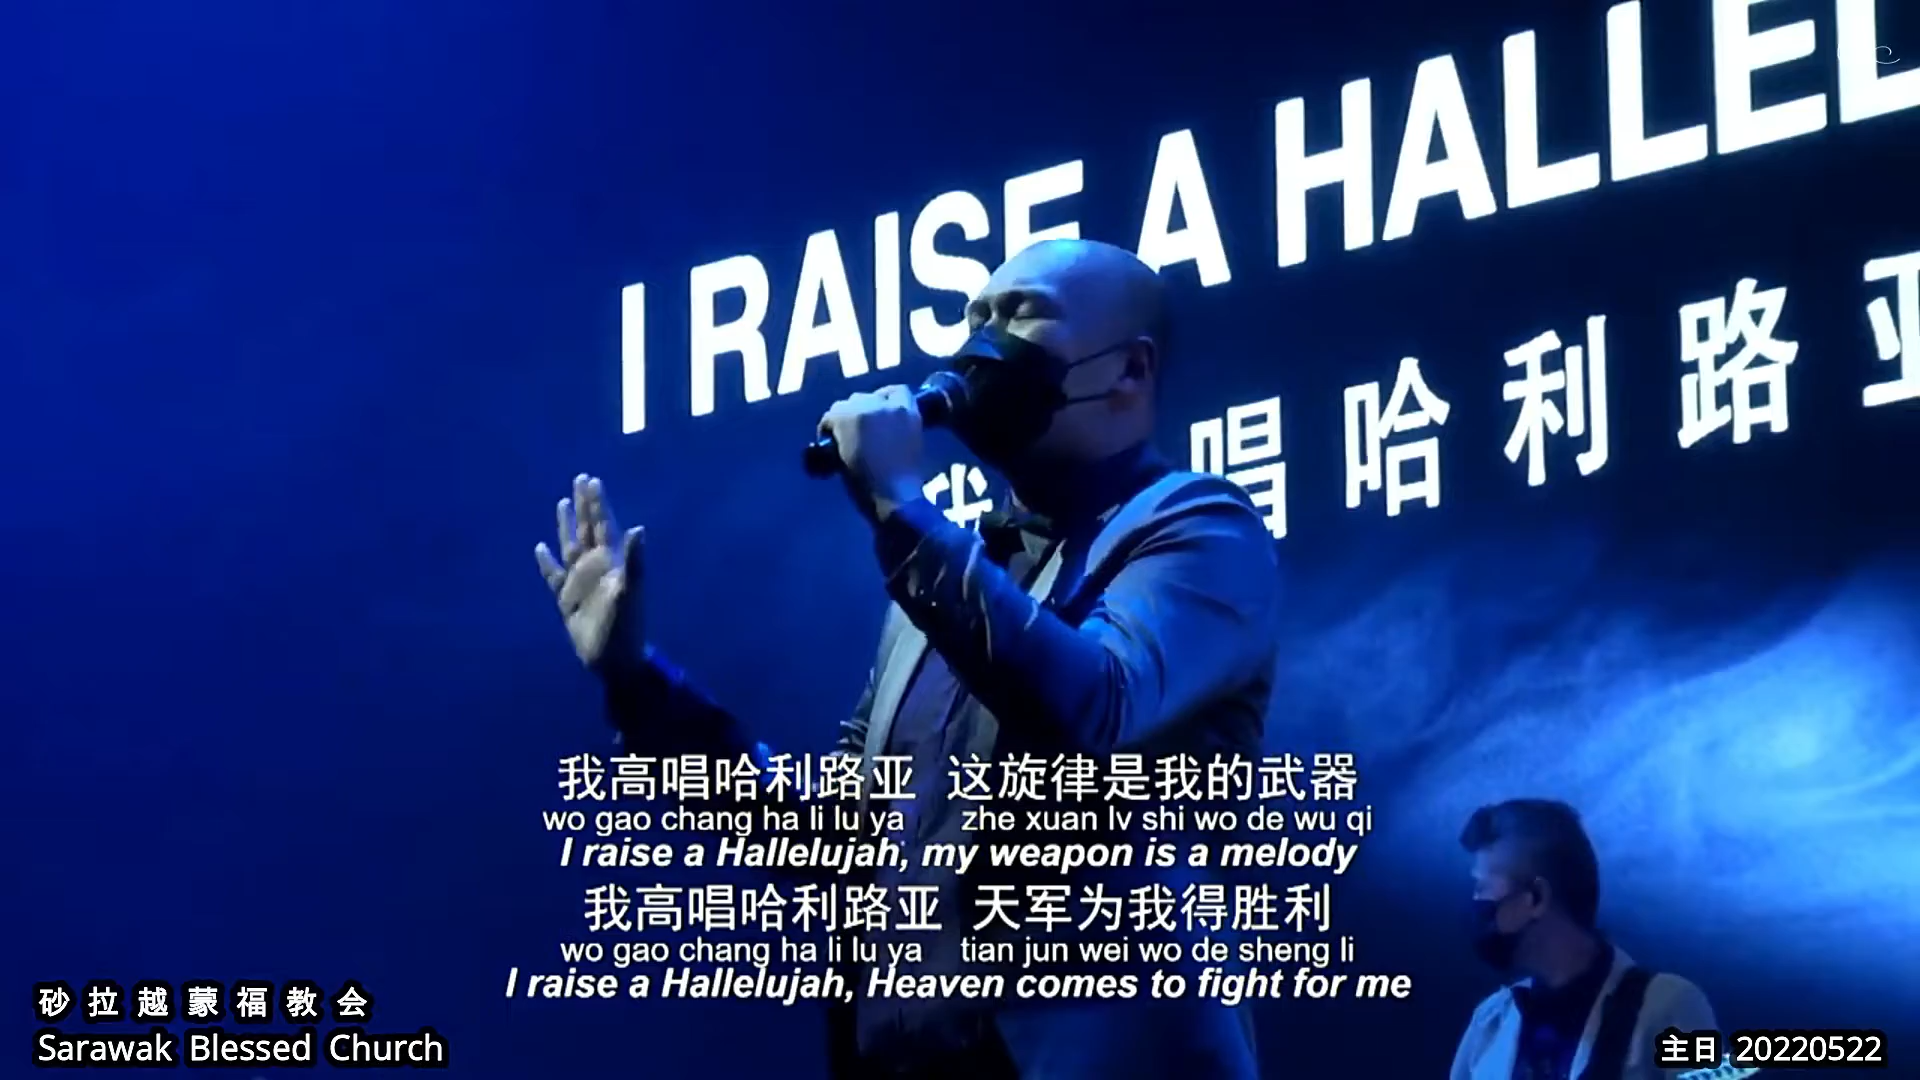 I RAISE A HALLEL
我 唱哈利路亚
我高唱哈利路亚 这旋律是我的武器
wo gao chang ha li lu ya zhe xuan lv shi wo de wu qi
I raise a Hallelujah, my weapon is a melody
我高唱哈利路亚 天军为我得胜利
wo gao chang ha li lu ya tian jun wei wo de sheng li
I raise a Hallelujah, Heaven comes to fight for me
砂拉越蒙福教会
Sarawak Blessed Church
主日 20220522